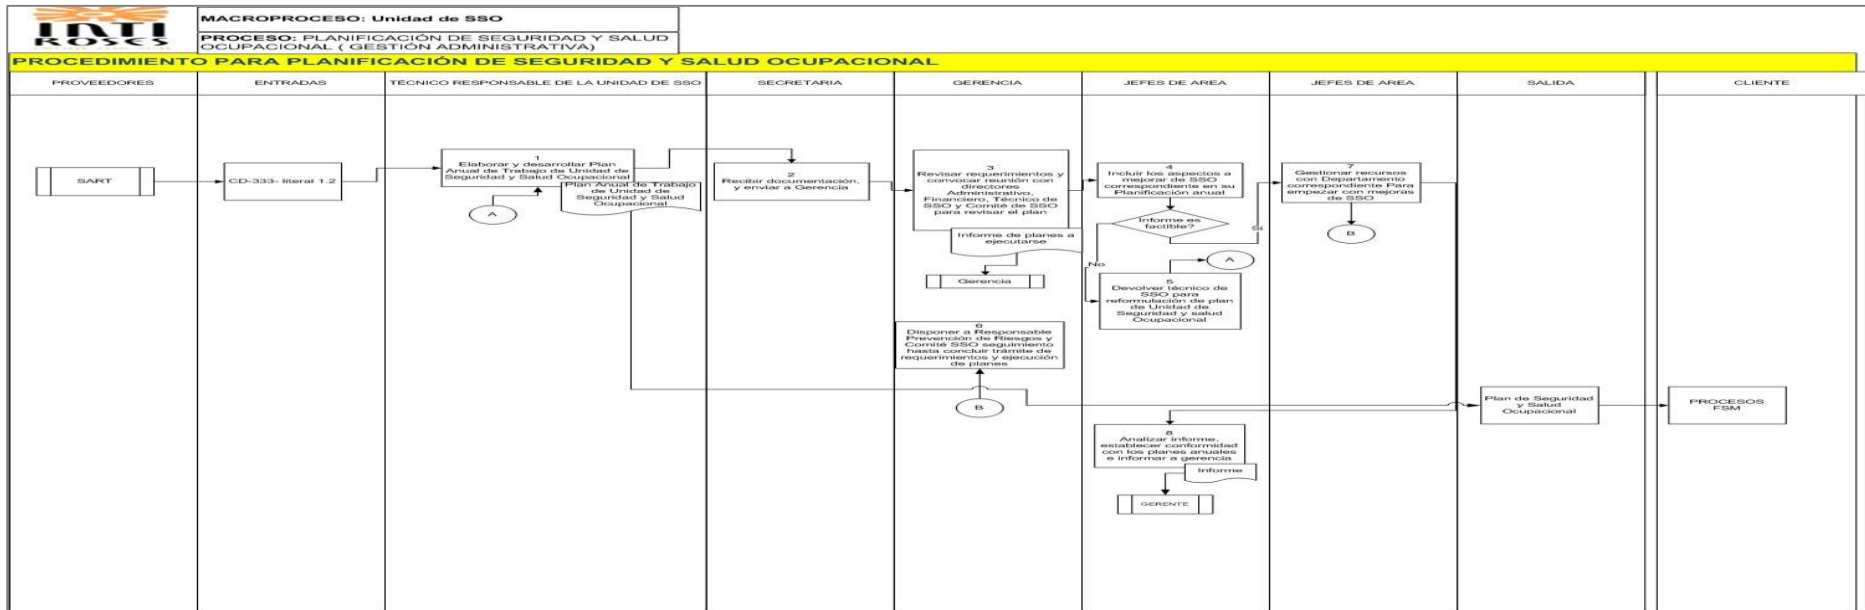 INTI
ROSES
MACROPROCESO: Unidad de SSO
PROCESO: PLANIFICACIÓN DE SEGURIDAD Y SALUD
OCUPACIONAL ( GESTIÓN ADMINISTRATIVA)
PROCEDIMIENTO PARA PLANIFICACIÓN DE SEGURIDAD Y SALUD OCUPACIONAL
PROVEEDORES
ENTRADAS
TÉCNICO RESPONSABLE DE LA UNIDAD DE SSO
SECRETARIA
GERENCIA
JEFES DE AREA
JEFES DE AREA
SALIDA
CLIENTE
SART
CD-333- literal 1.2
1
Elaborar y desarrollar Plan
Anual de Trabajo de Unidad de
Seguridad y Salud Ocupacional
Plan Anual de Trabajo
de Unidad de
Seguridad y Salud
Ocupacional
A
2
Recibir documentación,
y enviar a Gerencia
3
Revisar requerimientos y
convocar reunión con
directores
Administrativo,
Financiero, Técnico de
SSO y Comité de SSO
para revisar el plan
Informe de planes a
ejecutarse
Gerencia
4
Incluir los aspectos a
mejorar de SSO
correspondiente en su
Planificación anual
Informe es
factible?
Si
No
A
5
Devolver técnico de
SSO para
reformulación de plan
de Unidad de
Seguridad y salud
Ocupacional
7
Gestionar recursos
con Departamento
correspondiente Para
empezar con mejoras
de SSO
B
6
Disponer a Responsable
Prevención de Riesgos y
Comité SSO seguimiento
hasta concluir trámite de
requerimientos y ejecución
de planes
B
8
Analizar informe,
establecer conformidad
con los planes anuales
e informar a gerencia
Informe
GERENTE
Plan de Seguridad
y Salud
Ocupacional
PROCESOS
FSM